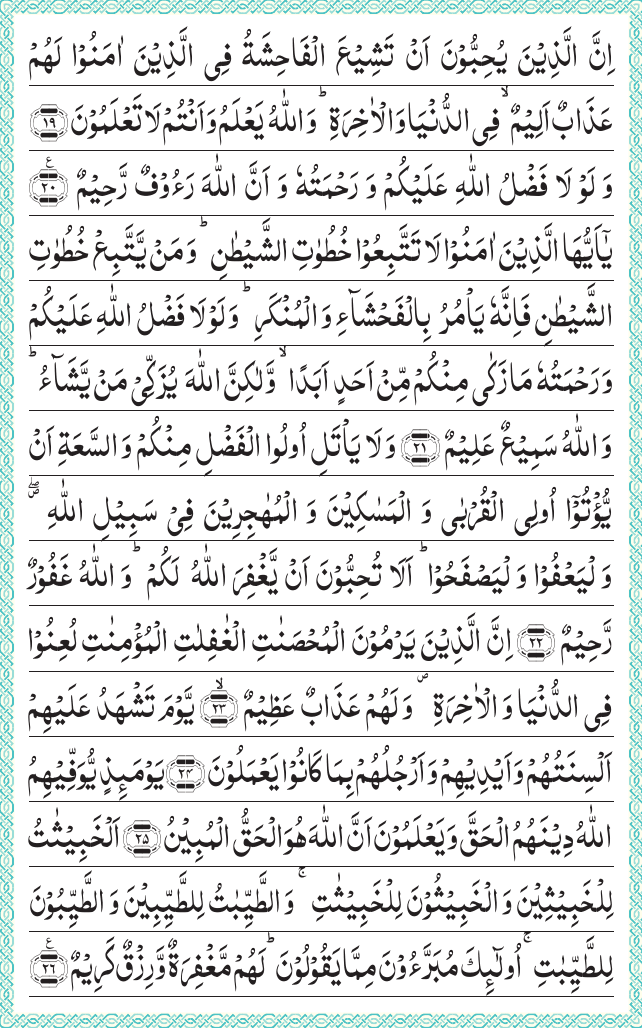 اِنَّ الَّذِيْنَ يُحِبُّوْنَ اَنْ تَشِيْعَ الْفَاحِشَةُ فِى الَّذِيْنَ اٰمَنُوْا لَهُمْ
عَذَابٌ اَلِيْمٌ ۙ فِى الدُّنْيَا وَالْاٰخِرَةِ ؕ وَاللّٰهُ يَعْلَمُ وَاَنْتُمْ لَا تَعْلَمُوْنَ ﴿۱۹﴾
وَ لَوْ لَا فَضْلُ اللّٰهِ عَلَيْكُمْ وَ رَحْمَتُهٗ وَ اَنَّ اللّٰهَ رَءُوْفٌ رَّحِيْمٌ ﴿۲۰﴾ ع
يٰۤاَيُّهَا الَّذِيْنَ اٰمَنُوْا لَا تَتَّبِعُوْا خُطُوٰتِ الشَّيْطٰنِ ؕ وَمَنْ يَّتَّبِعْ خُطُوٰتِ
الشَّيْطٰنِ فَاِنَّهٗ يَاْمُرُ بِالْفَحْشَآءِ وَ الْمُنْكَرِ ؕ وَلَوْلَا فَضْلُ اللّٰهِ عَلَيْكُمْ
وَرَحْمَتُهٗ مَا زَكٰى مِنْكُمْ مِّنْ اَحَدٍ اَبَدًا ۙ وَّلٰكِنَّ اللّٰهَ يُزَكِّىْ مَنْ يَّشَآءُ ؕ
وَ اللّٰهُ سَمِيْعٌ عَلِيْمٌ ﴿۲۱﴾ وَ لَا يَاْتَلِ اُولُوا الْفَضْلِ مِنْكُمْ وَ السَّعَةِ اَنْ
يُّؤْتُوْۤا اُولِى الْقُرْبٰى وَ الْمَسٰكِيْنَ وَ الْمُهٰجِرِيْنَ فِىْ سَبِيْلِ اللّٰهِ ۖ
وَ لْيَعْفُوْا وَ لْيَصْفَحُوْا ؕ اَلَا تُحِبُّوْنَ اَنْ يَّغْفِرَ اللّٰهُ لَكُمْ ؕ وَ اللّٰهُ غَفُوْرٌ
رَّحِيْمٌ ﴿۲۲﴾ اِنَّ الَّذِيْنَ يَرْمُوْنَ الْمُحْصَنٰتِ الْغٰفِلٰتِ الْمُؤْمِنٰتِ لُعِنُوْا
فِى الدُّنْيَا وَ الْاٰخِرَةِ ۪ وَلَهُمْ عَذَابٌ عَظِيْمٌ ﴿۲۳﴾ ۙ يَّوْمَ تَشْهَدُ عَلَيْهِمْ
اَلْسِنَتُهُمْ وَ اَيْدِيْهِمْ وَ اَرْجُلُهُمْ بِمَا كَانُوْا يَعْمَلُوْنَ ﴿۲۴﴾ يَوْمَئِذٍ يُّوَفِّيْهِمُ
اللّٰهُ دِيْنَهُمُ الْحَقَّ وَ يَعْلَمُوْنَ اَنَّ اللّٰهَ هُوَ الْحَقُّ الْمُبِيْنُ ﴿۲۵﴾ اَلْخَبِيْثٰتُ
لِلْخَبِيْثِيْنَ وَ الْخَبِيْثُوْنَ لِلْخَبِيْثٰتِ ۚ وَ الطَّيِّبٰتُ لِلطَّيِّبِيْنَ وَ الطَّيِّبُوْنَ
لِلطَّيِّبٰتِ ۚ اُولٰٓئِكَ مُبَرَّءُوْنَ مِمَّا يَقُوْلُوْنَ ؕ لَهُمْ مَّغْفِرَةٌ وَّ رِزْقٌ كَرِيْمٌ ﴿۲۶﴾ ع